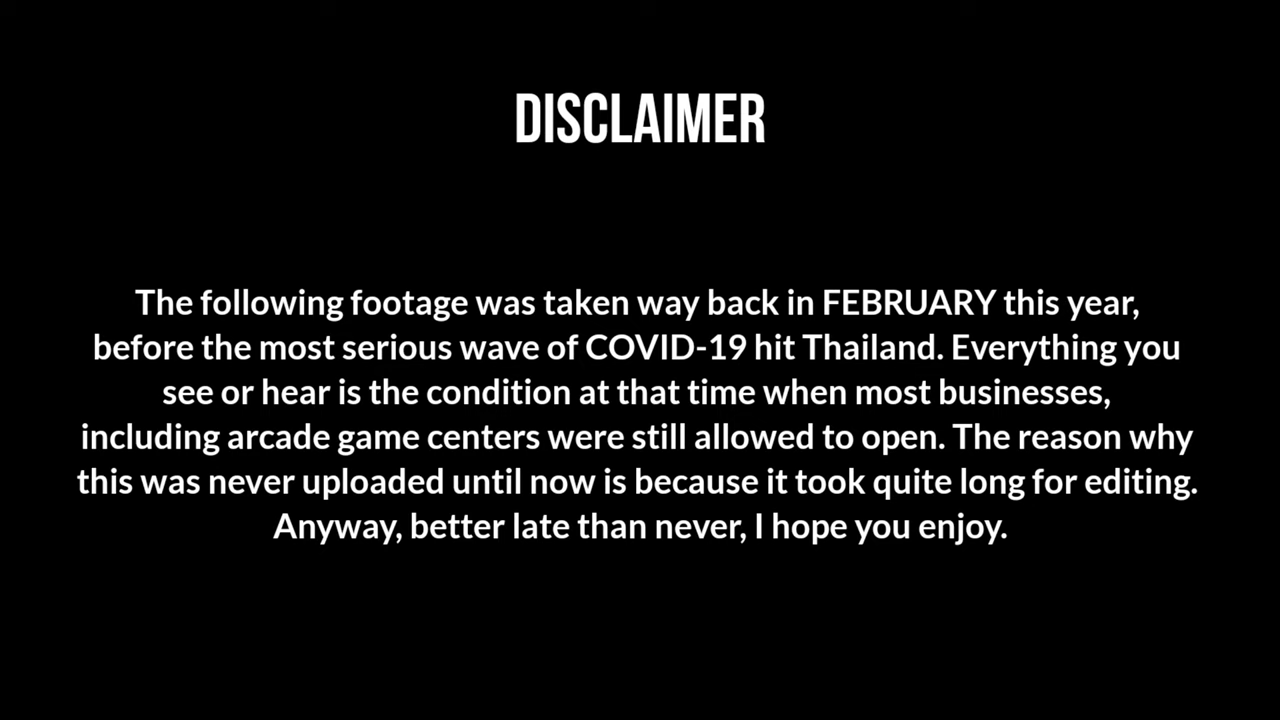 DISCLAIMER
The following footage was taken way back in FEBRUARY this year,
before the most serious wave of COVID-19 hit Thailand. Everything you
see or hear is the condition at that time when most businesses,
including arcade game centers were still allowed to open. The reason why
this was never uploaded until now is because it took quite long for editing.
Anyway, better late than never, I hope you enjoy.